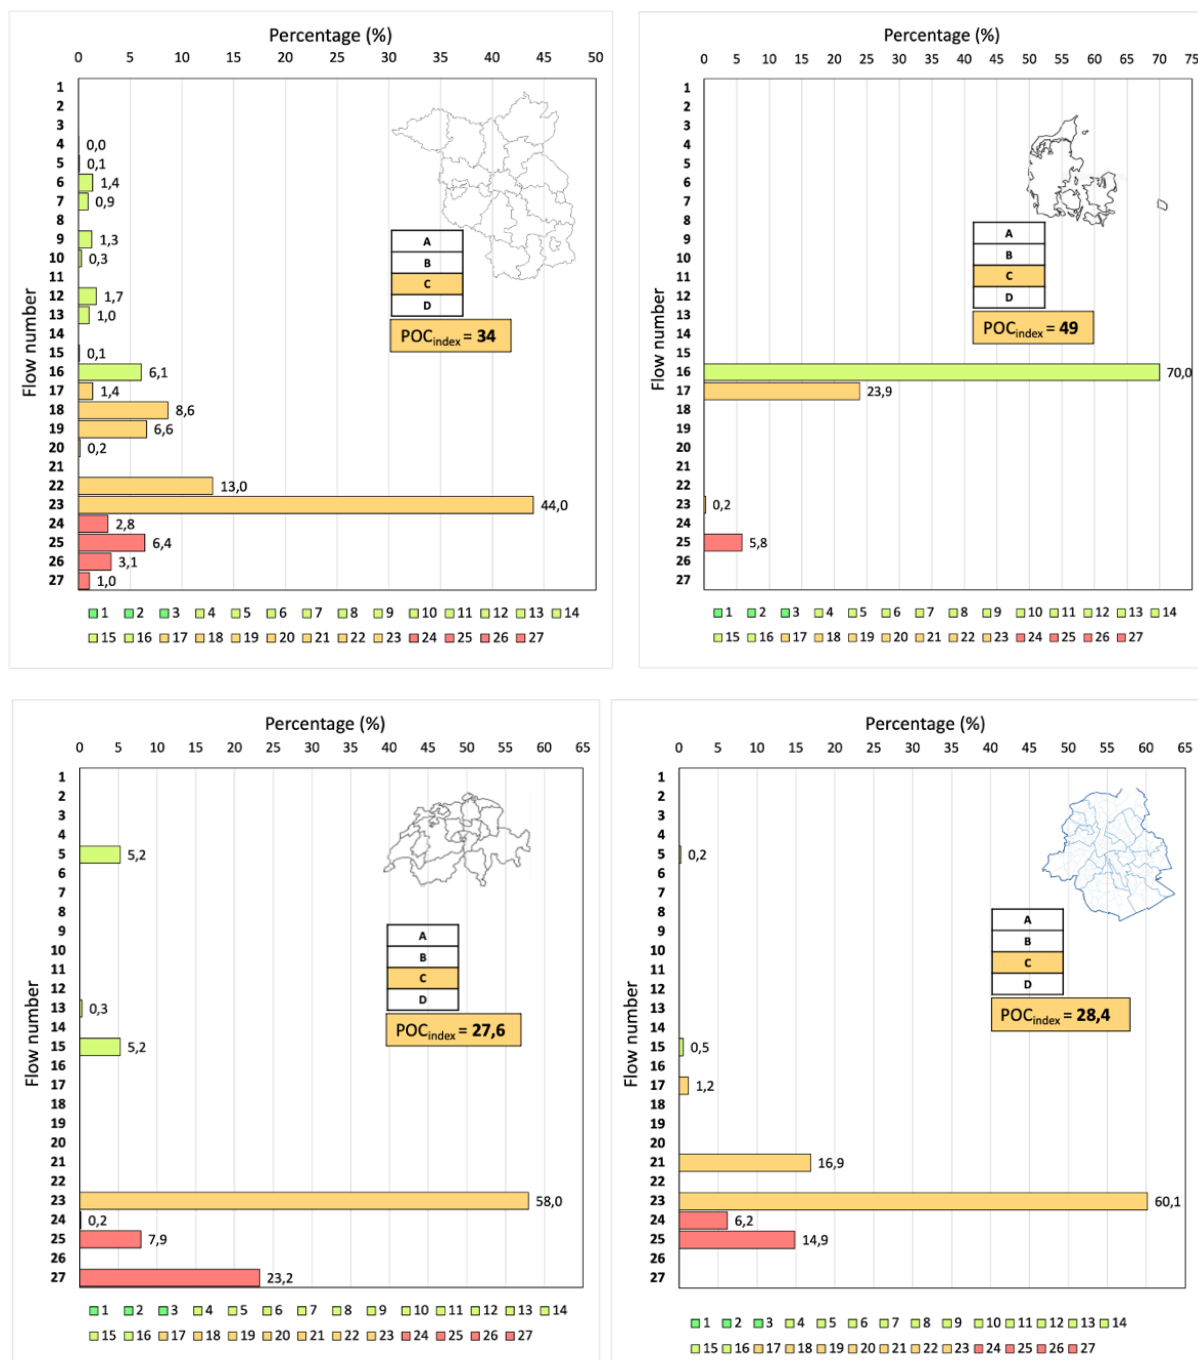 Percentage (%)
0 5 10 15 20 25 30 35 40 45 50
Flow number
1
2
3
4 0,0
5 0,1
6 1,4
7 0,9
8
9 1,3
10 0,3
11
12 1,7
13 1,0
14
15 0,1
16 6,1
17 1,4
18 8,6
19 6,6
20 0,2
21
22 13,0
23 44,0
24 2,8
25 6,4
26 3,1
27 1,0
A
B
C
D
POCindex = 34
1 2 3 4 5 6 7 8 9 10 11 12 13 14
15 16 17 18 19 20 21 22 23 24 25 26 27
Percentage (%)
0 5 10 15 20 25 30 35 40 45 50 55 60 65 70 75
Flow number
1
2
3
4
5
6
7
8
9
10
11
12
13
14
15
16 70,0
17 23,9
18
19
20
21
22
23 0,2
24
25 5,8
26
27
A
B
C
D
POCindex = 49
1 2 3 4 5 6 7 8 9 10 11 12 13 14
15 16 17 18 19 20 21 22 23 24 25 26 27
Percentage (%)
0 5 10 15 20 25 30 35 40 45 50 55 60 65
Flow number
1
2
3
4
5 5,2
6
7
8
9
10
11
12
13 0,3
14
15 5,2
16
17
18
19
20
21
22
23 58,0
24 0,2
25 7,9
26
27 23,2
A
B
C
D
POCindex = 27,6
1 2 3 4 5 6 7 8 9 10 11 12 13 14
15 16 17 18 19 20 21 22 23 24 25 26 27
Percentage (%)
0 5 10 15 20 25 30 35 40 45 50 55 60 65
Flow number
1
2
3
4
5 0,2
6
7
8
9
10
11
12
13
14
15 0,5
16
17 1,2
18
19
20
21 16,9
22
23 60,1
24 6,2
25 14,9
26
27
A
B
C
D
POCindex = 28,4
1 2 3 4 5 6 7 8 9 10 11 12 13 14
15 16 17 18 19 20 21 22 23 24 25 26 27